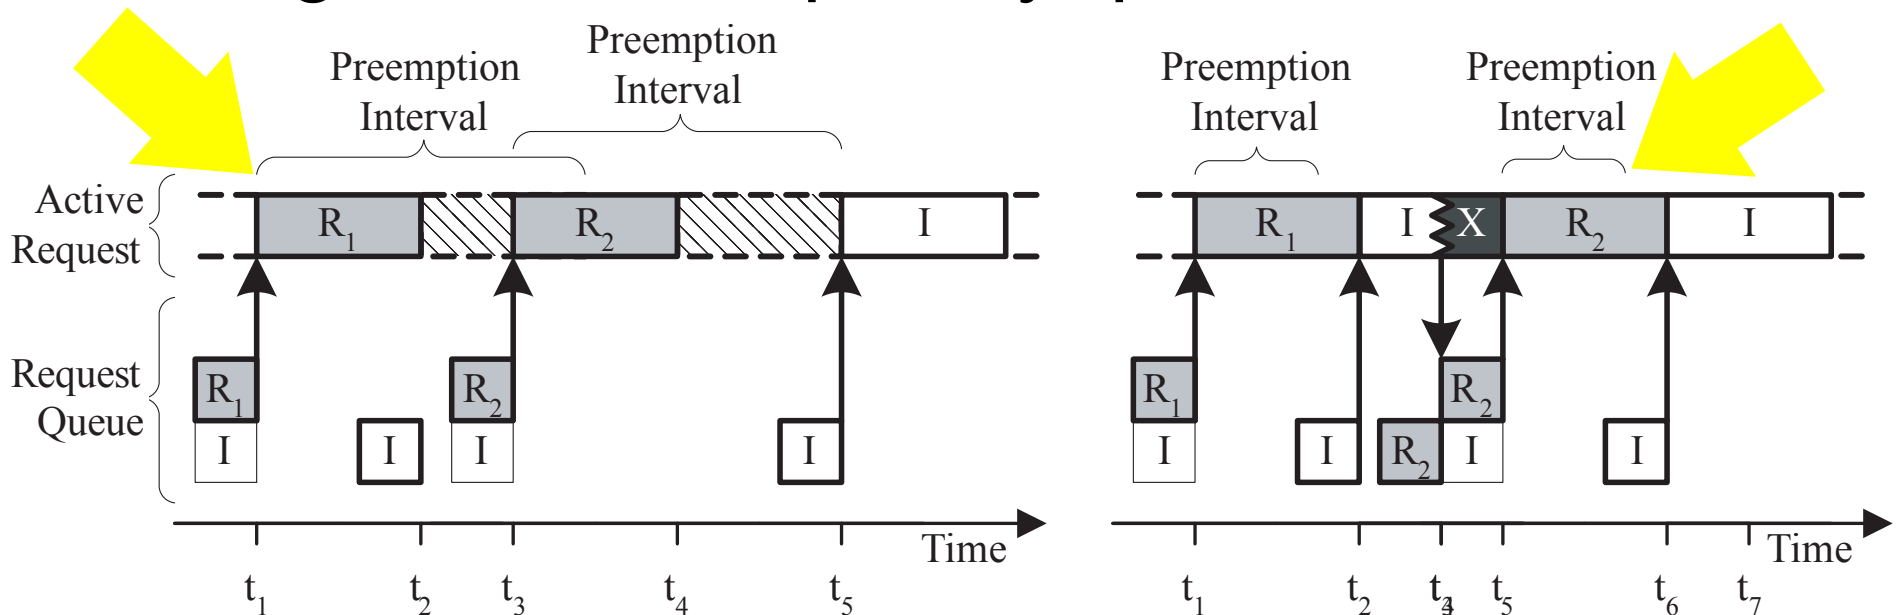 Preemption
Interval
Preemption
Interval
Active
Request
R1
R2
I
Request
Queue
R1
I
I
R2
I
I
Time
t1
t2
t3
t4
t5
Preemption
Interval
Preemption
Interval
R1
I
X
R2
I
R1
I
I
R2
R2
I
I
Time
t1
t2
t5
t6
t7